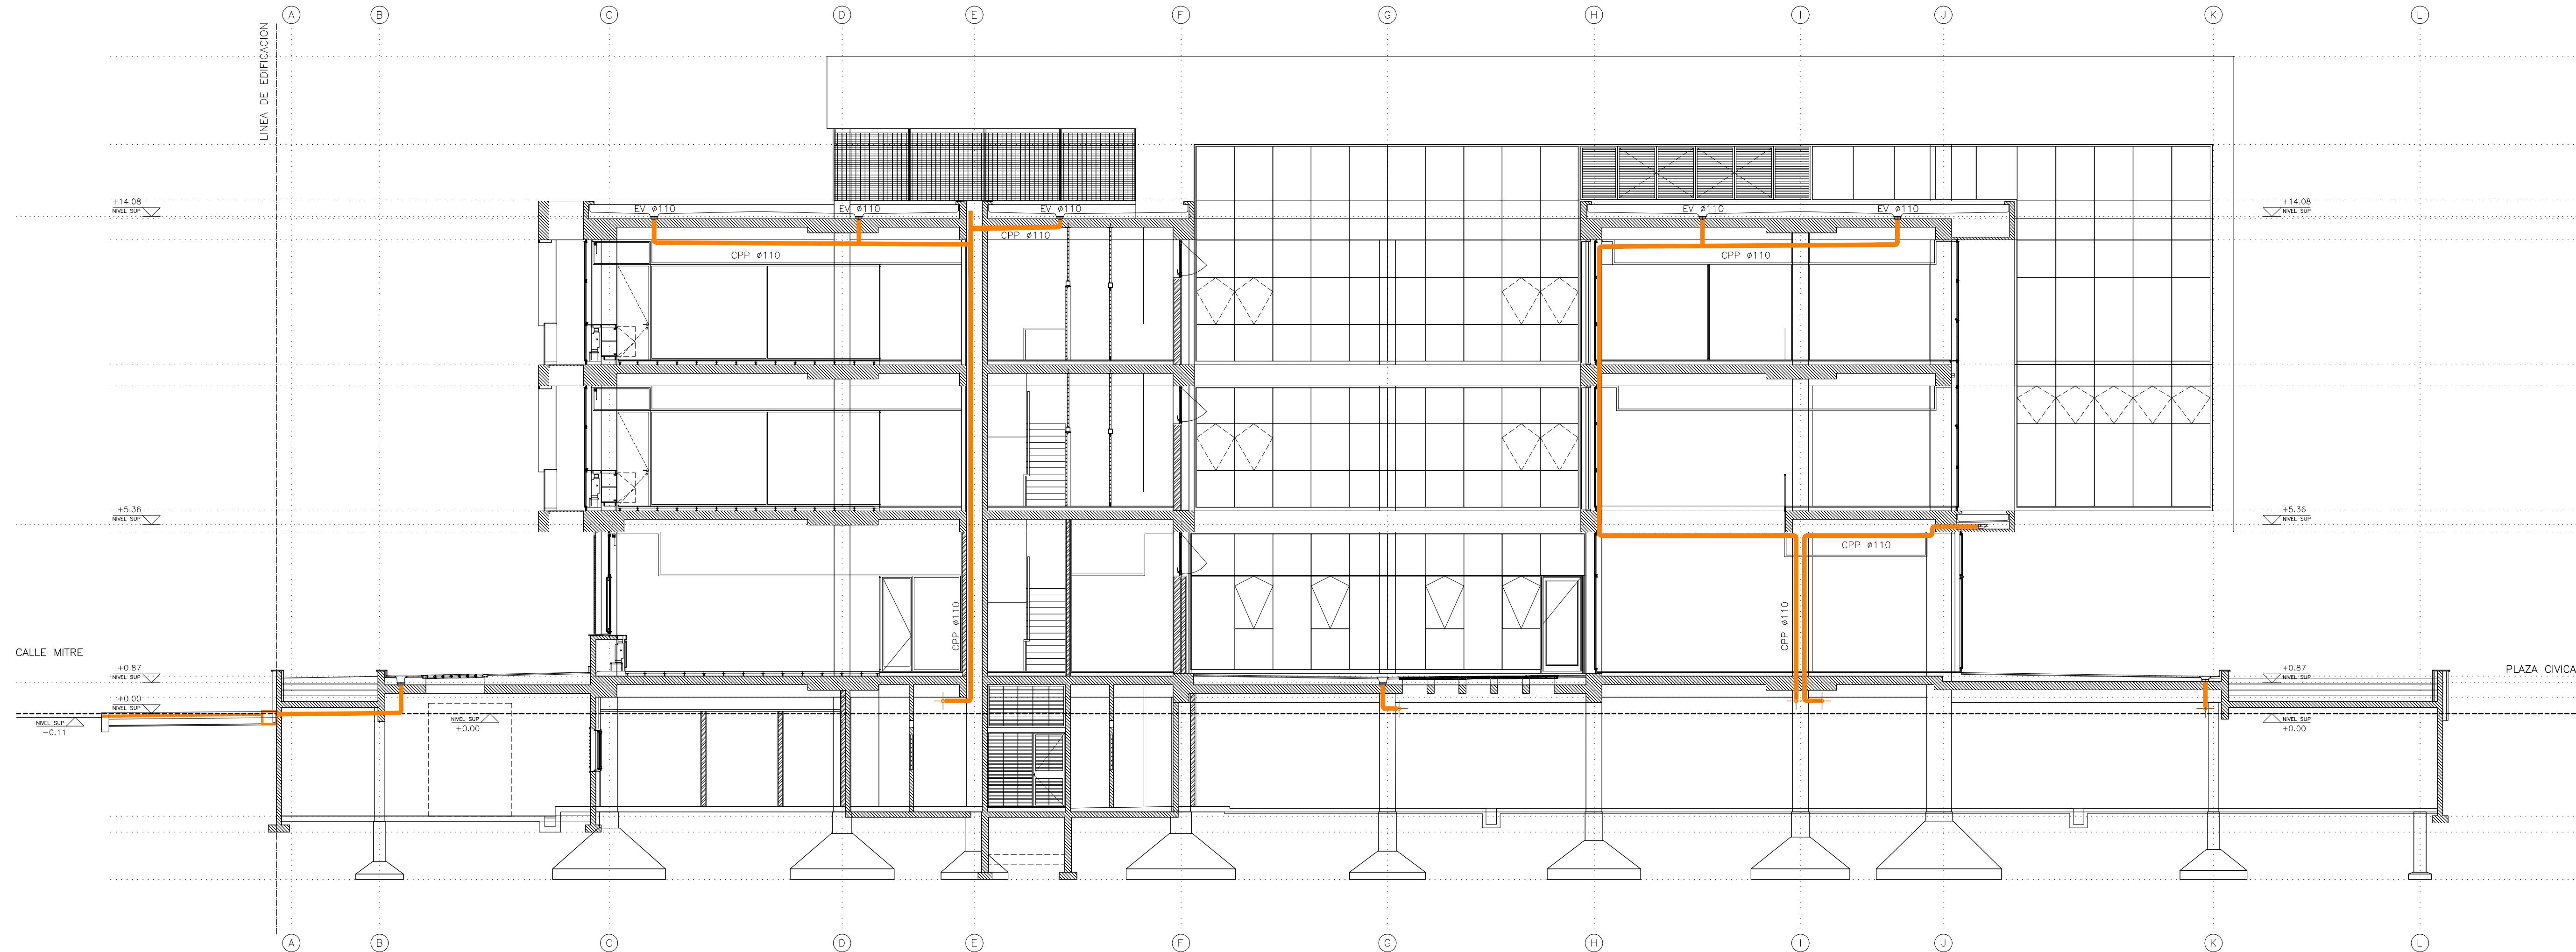 A B C D E F G H I J K L
LINEA DE EDIFICACION
+14.08
NIVEL SUP
EV ø110
EV ø110
EV ø110
EV ø110
EV ø110
+14.08
NIVEL SUP
CPP ø110
CPP ø110
CPP ø110
+5.36
NIVEL SUP
+5.36
NIVEL SUP
CPP ø110
CPP ø110
CPP ø110
CALLE MITRE
PLAZA CIVICA
+0.87
NIVEL SUP
+0.87
NIVEL SUP
+0.00
NIVEL SUP
NIVEL SUP
-0.11
NIVEL SUP
+0.00
NIVEL SUP
+0.00
A B C D E F G H I J K L